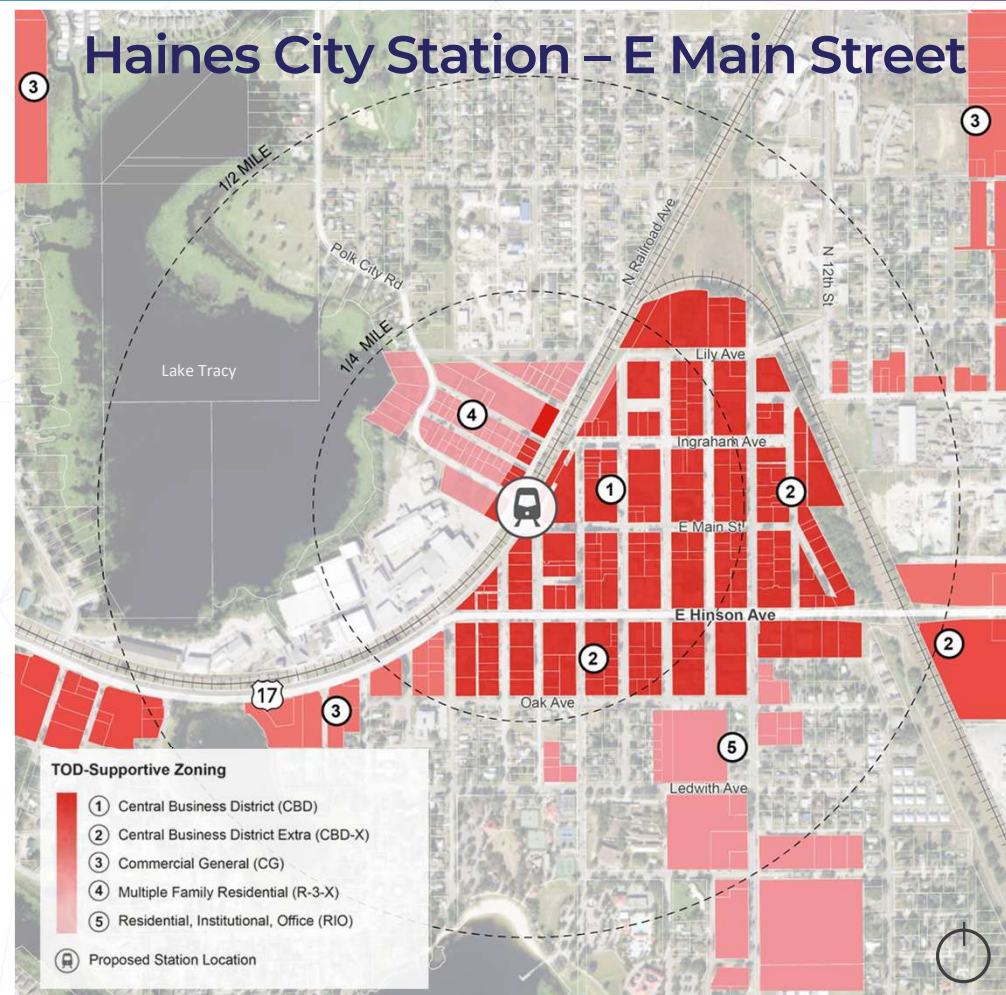 Haines City Station – E Main Street
3
3
1/2 MILE
N Railroad Ave
Polk City Rd
N 12th St
1/4 MILE
Lily Ave
Lake Tracy
4
Ingraham Ave
1
2
E Main St
E Hinson Ave
2
2
17
3
Oak Ave
5
TOD-Supportive Zoning
Ledwith Ave
1 Central Business District (CBD)
2 Central Business District Extra (CBD-X)
3 Commercial General (CG)
4 Multiple Family Residential (R-3-X)
5 Residential, Institutional, Office (RIO)
Proposed Station Location